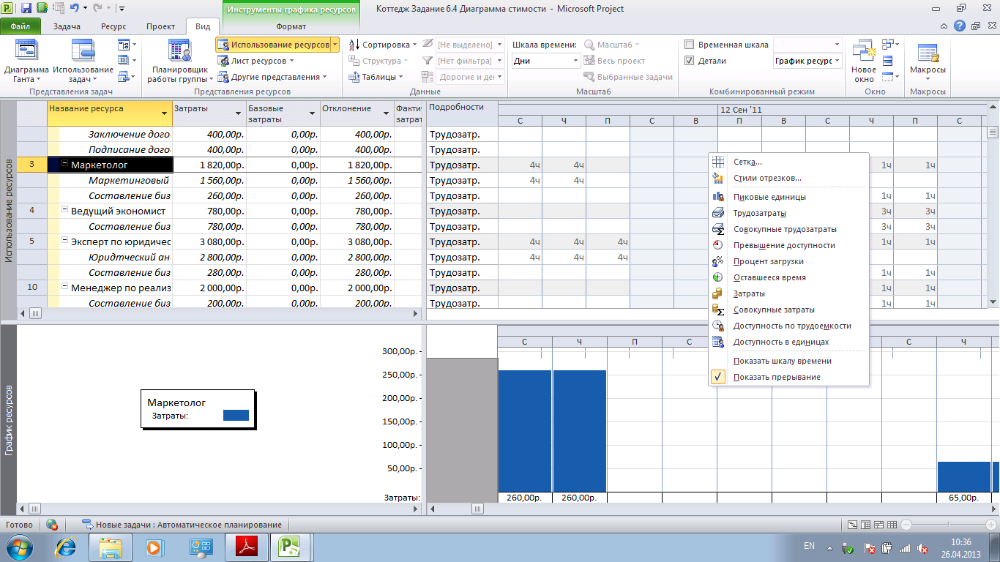 Инструменты графика ресурсов
Коттедж Задание 6.4 Диаграмма стимости - Microsoft Project
Файл Задача Ресурс Проект Вид Формат
Диаграмма Ганта
Использование задач
Представления задач
Планировщик работы группы
Использование ресурсов
Лист ресурсов
Другие представления
Представления ресурсов
Сортировка
Структура
Таблицы
[Не выделено]
[Нет фильтра]
Дорогие и де
Данные
Шкала времени:
Дни
Масштаб
Весь проект
Выбранные задачи
Масштаб
Временная шкала
Детали
График ресурс
Комбинированный режим
Новое окно
Окно
Макросы
Макросы
Использование ресурсов
Название ресурса Затраты Базовые затраты Отклонение Факти затрат Подробности
12 Сен '11
С Ч П С В П В С Ч П С
Заключение дого 400,00р. 0,00р. 400,00р. Трудозатр.
Подписание дого 400,00р. 0,00р. 400,00р. Трудозатр.
3 Маркетолог 1 820,00р. 0,00р. 1 820,00р. Трудозатр. 4ч 4ч 1ч 1ч
Маркетинговый 1 560,00р. 0,00р. 1 560,00р. Трудозатр. 4ч 4ч
Составление биз 260,00р. 0,00р. 260,00р. Трудозатр. 1ч 1ч
4 Ведущий экономист 780,00р. 0,00р. 780,00р. Трудозатр. 3ч 3ч
Составление биз 780,00р. 0,00р. 780,00р. Трудозатр. 3ч 3ч
5 Эксперт по юридичес 3 080,00р. 0,00р. 3 080,00р. Трудозатр. 4ч 4ч 4ч 1ч 1ч
Юридтческий ан 2 800,00р. 0,00р. 2 800,00р. Трудозатр. 4ч 4ч 4ч
Составление биз 280,00р. 0,00р. 280,00р. Трудозатр. 1ч 1ч
10 Менеджер по реализ 2 000,00р. 0,00р. 2 000,00р. Трудозатр. 1ч 1ч
Составление биз 200,00р. 0,00р. 200,00р. Трудозатр. 1ч 1ч
Сетка...
Стили отрезков...
Пиковые единицы
Трудозатраты
Совокупные трудозатраты
Превышение доступности
Процент загрузки
Оставшееся время
Затраты
Совокупные затраты
Доступность по трудоемкости
Доступность в единицах
Показать шкалу времени
Показать прерывание
График ресурсов
С Ч П С С Ч
Маркетолог
Затраты:
300,00р.
250,00р.
200,00р.
150,00р.
100,00р.
50,00р.
Затраты: 260,00р. 260,00р. 65,00р.
Готово Новые задачи : Автоматическое планирование
EN
10:36
26.04.2013